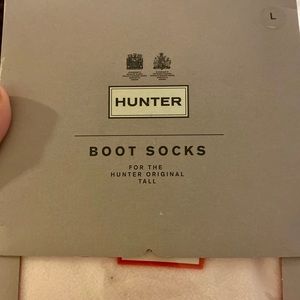 L
HUNTER
BOOT SOCKS
FOR THE
HUNTER ORIGINAL
TALL